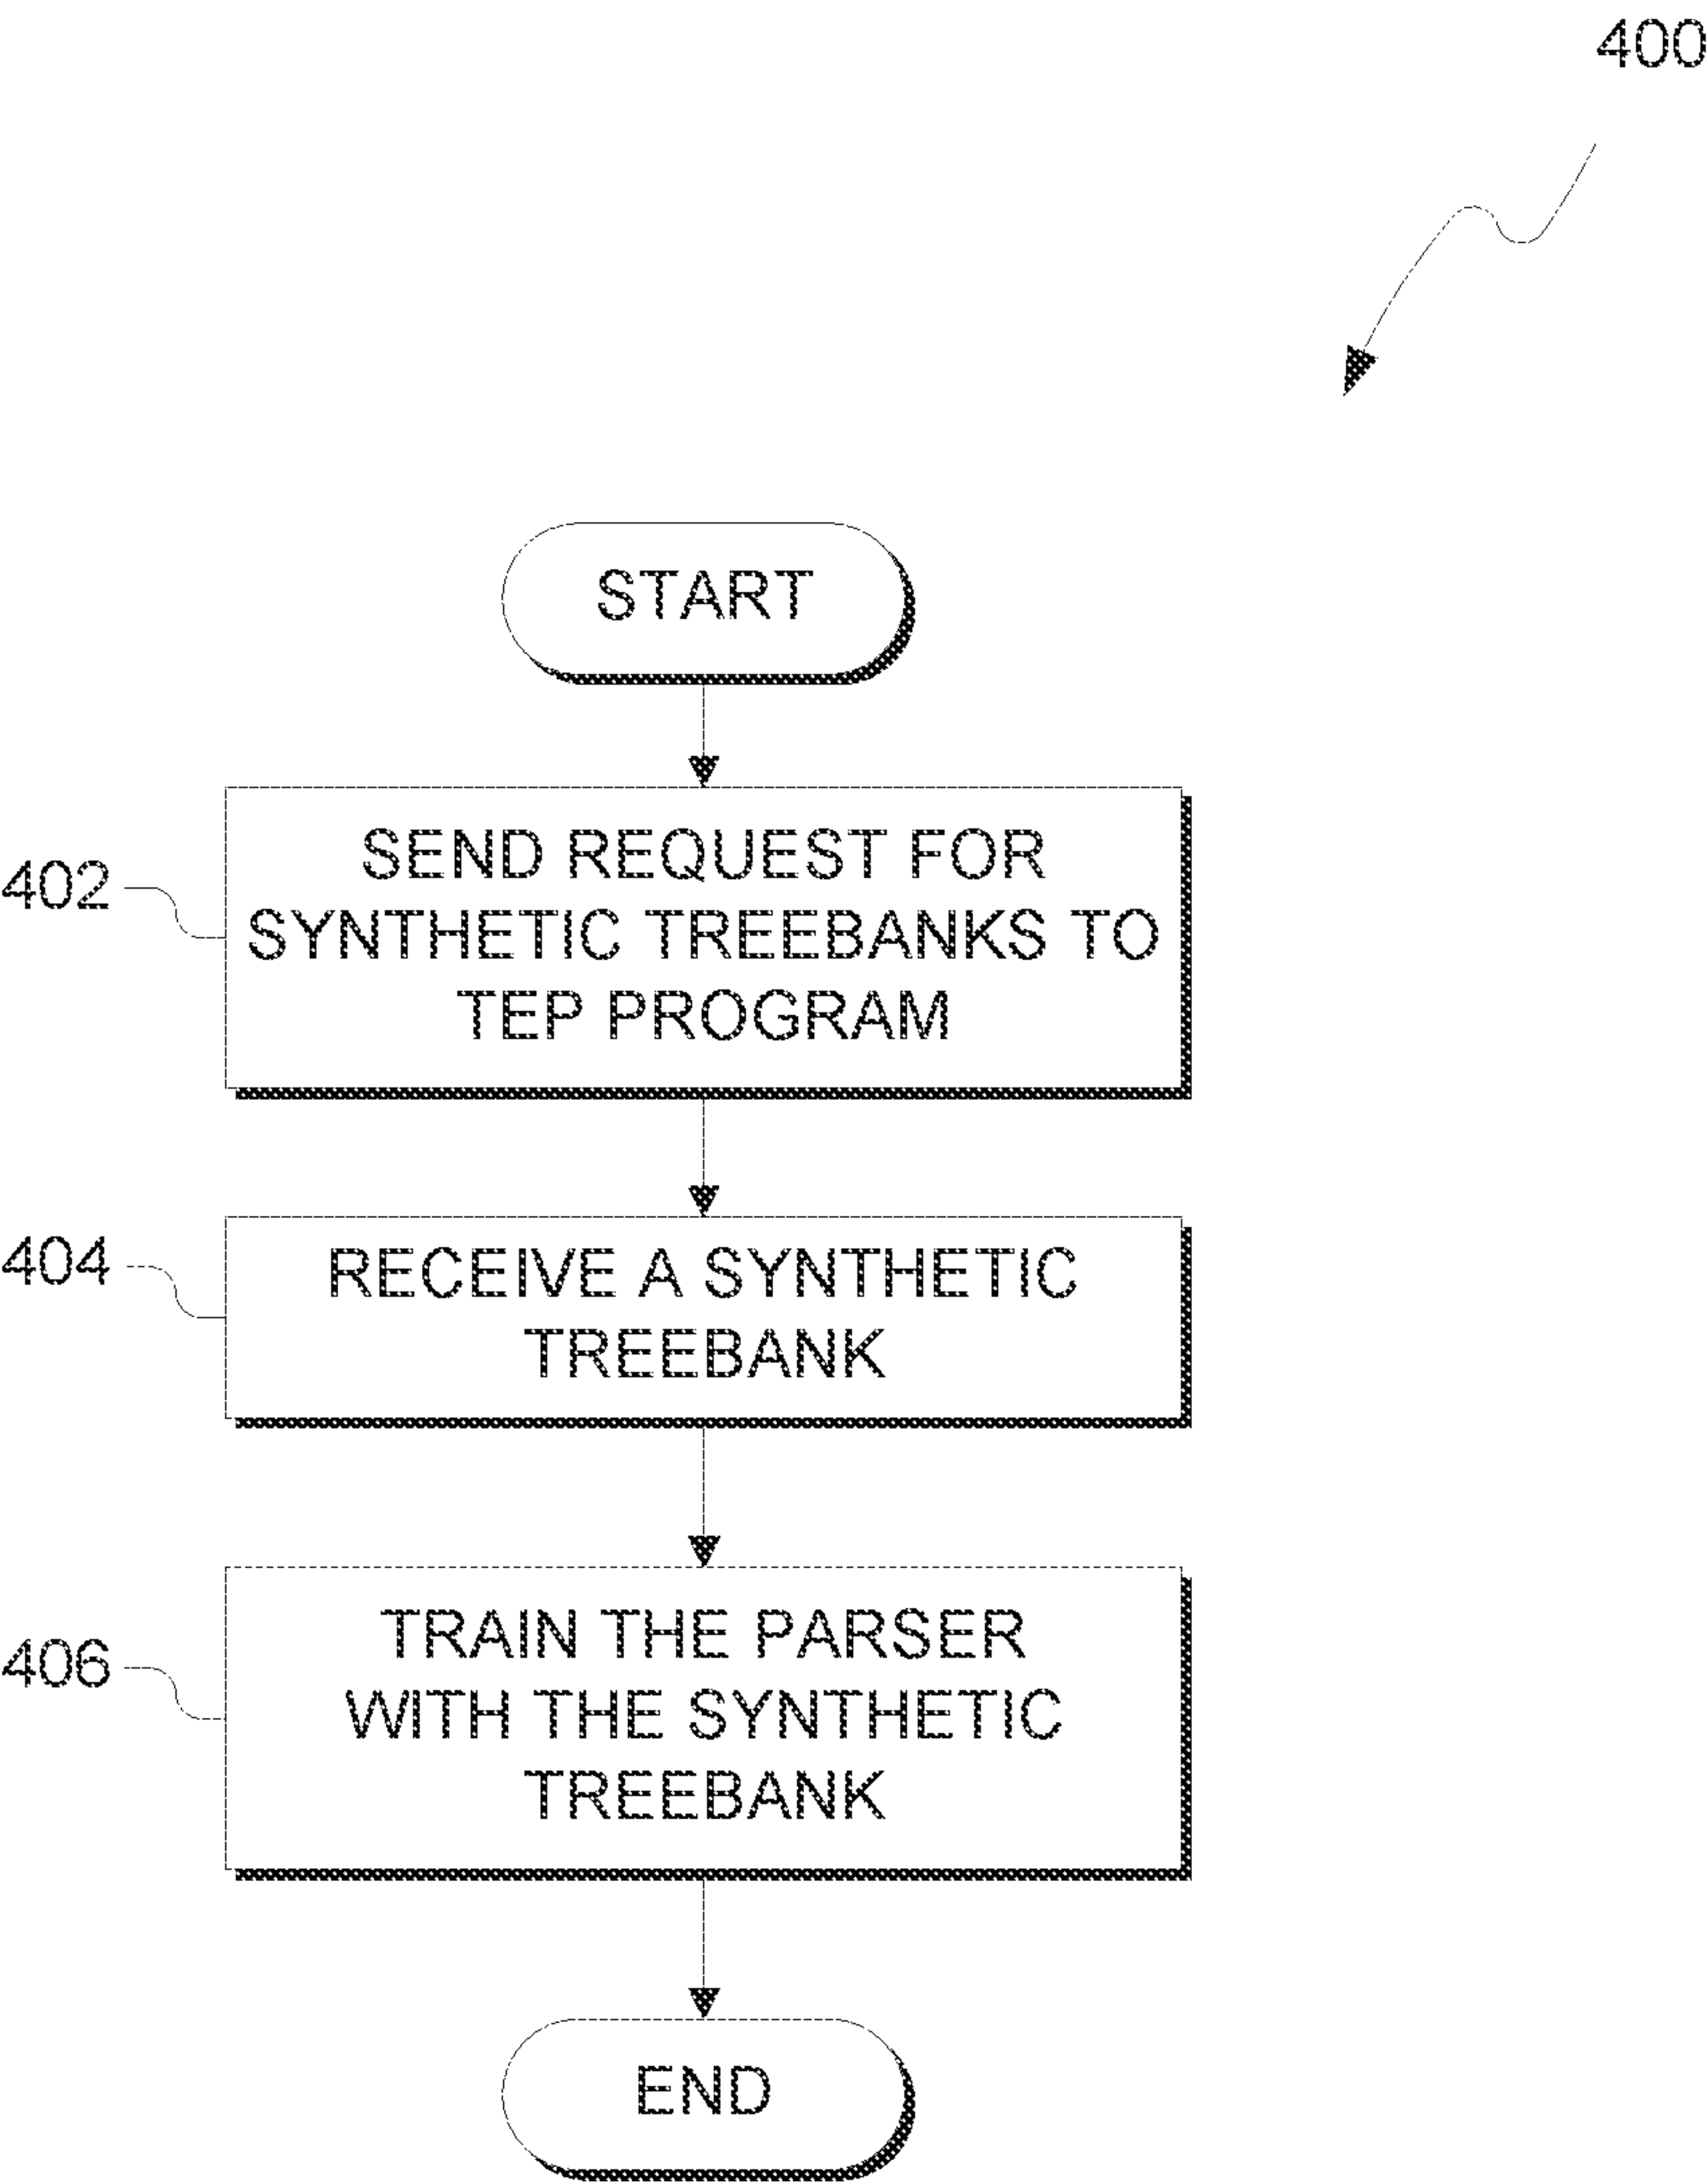 400
START
402
SEND REQUEST FOR
SYNTHETIC TREEBANKS TO
TEP PROGRAM
404
RECEIVE A SYNTHETIC
TREEBANK
406
TRAIN THE PARSER
WITH THE SYNTHETIC
TREEBANK
END